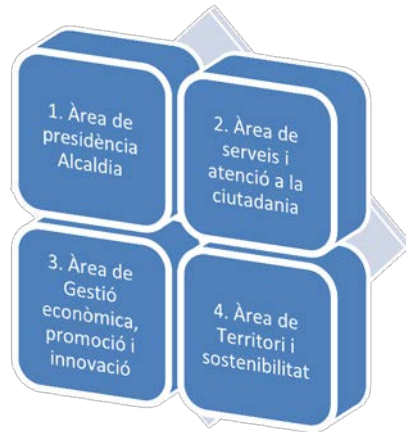 1. Àrea de
presidència
Alcaldia
2. Àrea de
serveis i
atenció a la
ciutadania
3. Àrea de
Gestió
econòmica,
promoció i
innovació
4. Àrea de
Territori i
sostenibilitat